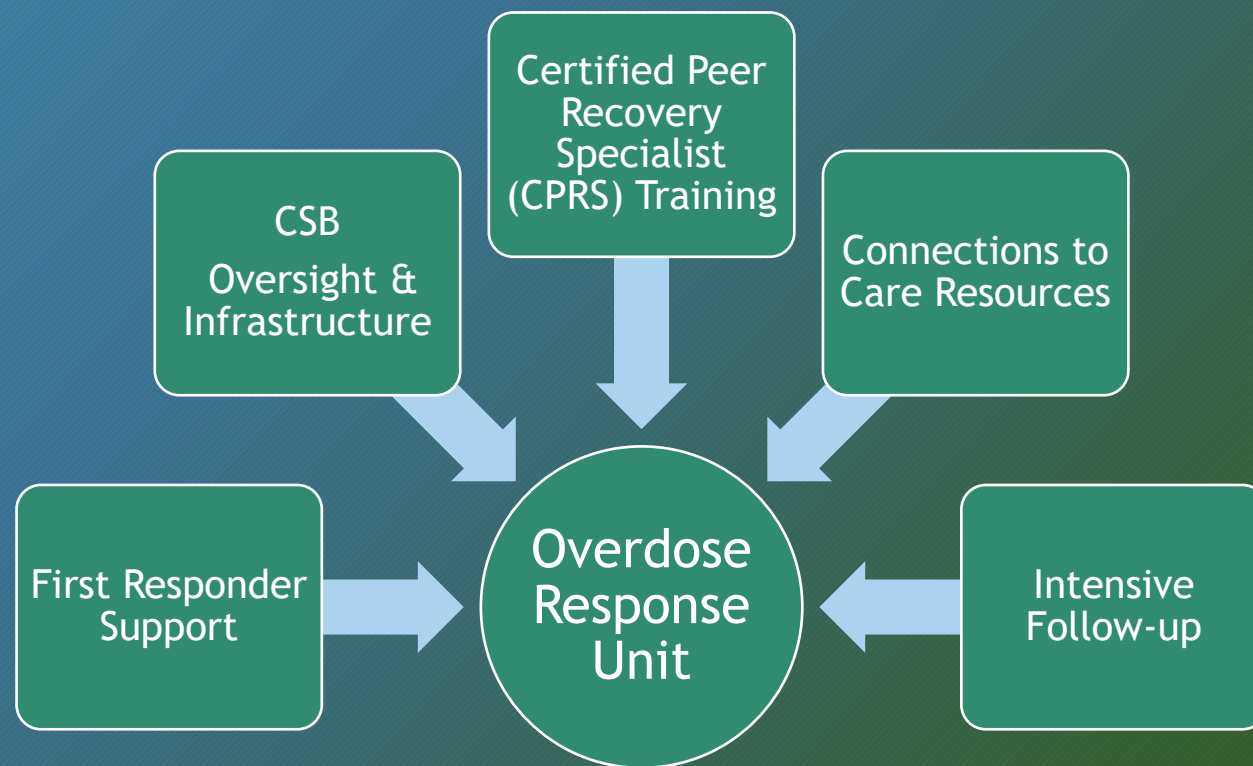 Certified Peer
Recovery
Specialist
(CPRS) Training
CSB
Oversight &
Infrastructure
Connections to
Care Resources
First Responder
Support
Overdose
Response
Unit
Intensive
Follow-up